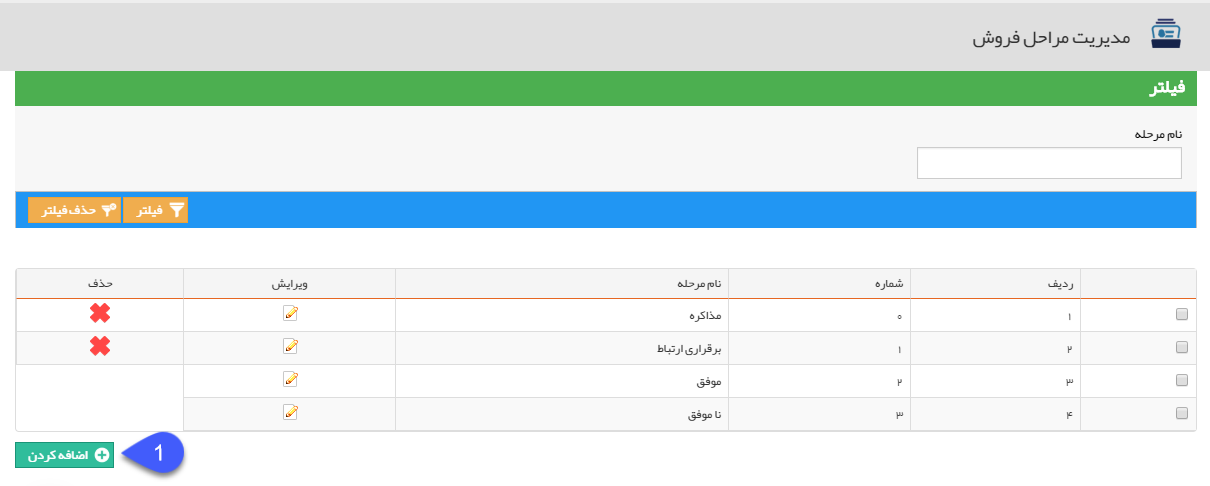 مدیریت مراحل فروش
فیلتر
نام مرحله
فیلتر حذف فیلتر
ردیف شماره نام مرحله ویرایش حذف
۱ ۰ مذاکره
۲ ۱ برقراری ارتباط
۳ ۲ موفق
۴ ۳ نا موفق
1 اضافه کردن